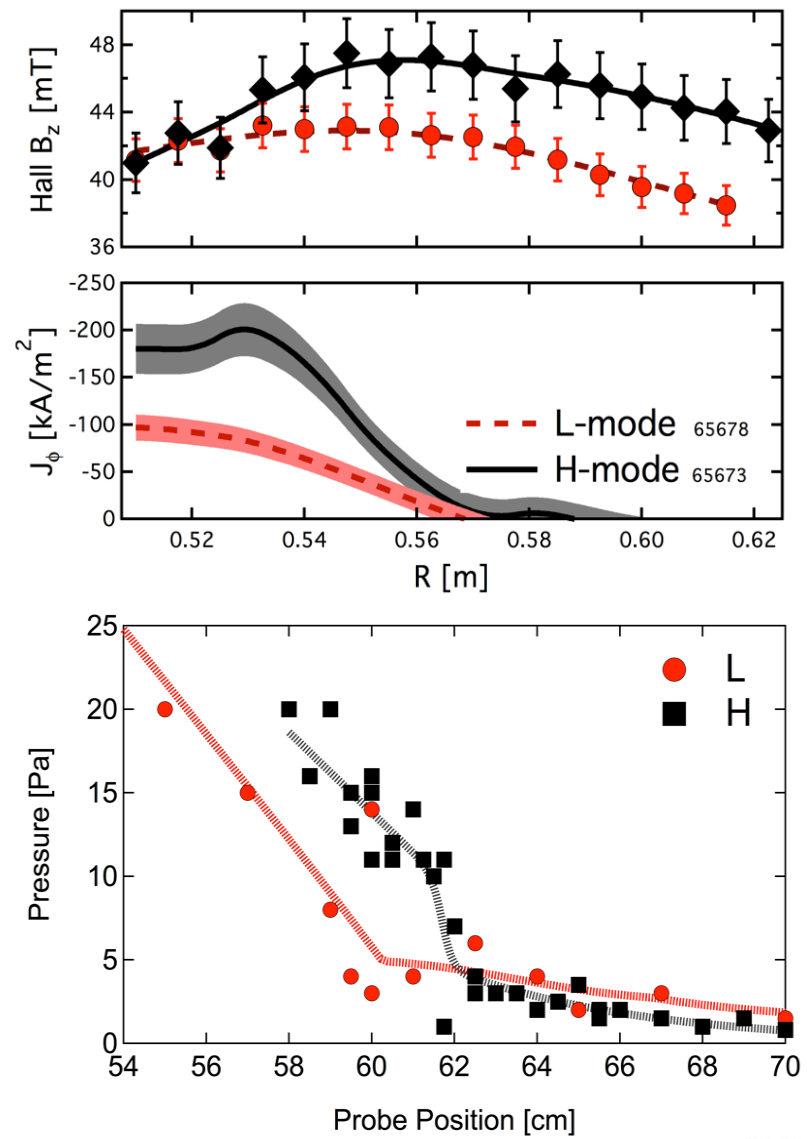 Hall Bz [mT]
48
44
40
36
Jϕ [kA/m²]
-250
-200
-150
-100
-50
0
L-mode 65678
H-mode 65673
0.52 0.54 0.56 0.58 0.60 0.62
R [m]
Pressure [Pa]
25
20
15
10
5
0
L
H
54 56 58 60 62 64 66 68 70
Probe Position [cm]